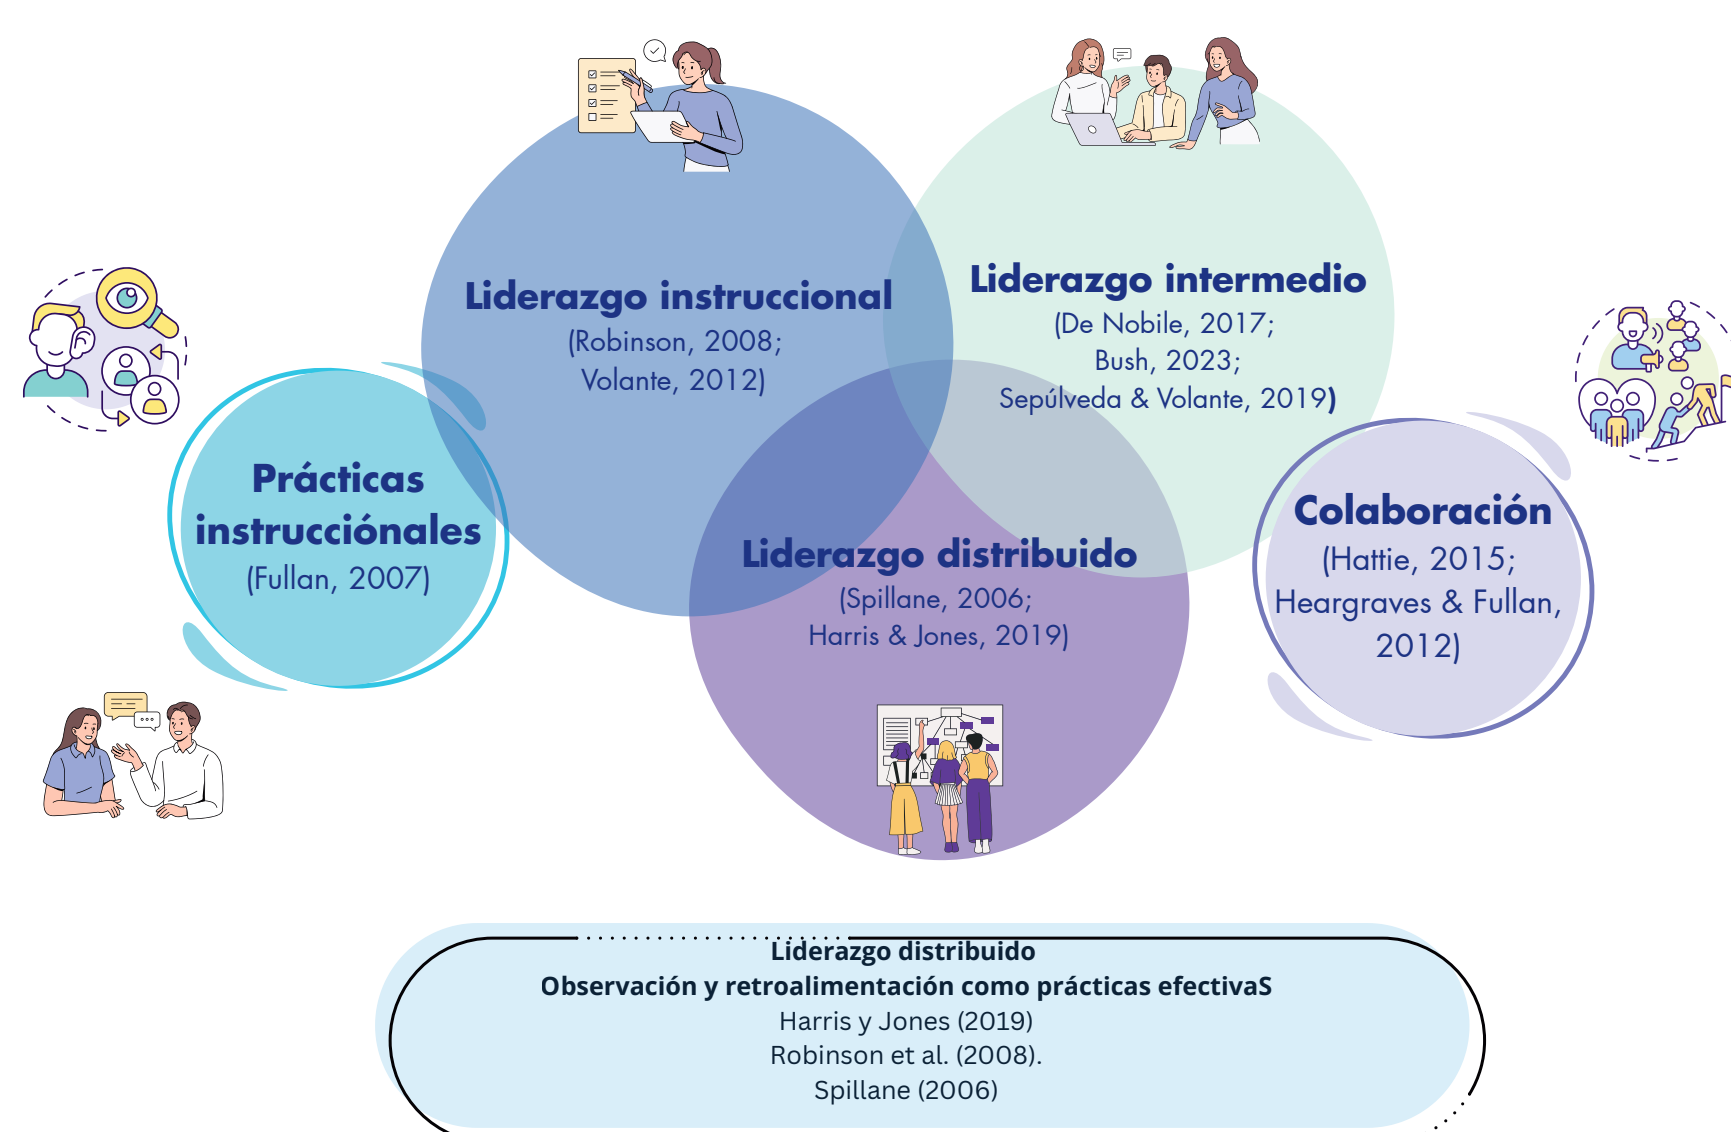 Liderazgo instruccional
(Robinson, 2008;
Volante, 2012)
Liderazgo intermedio
(De Nobile, 2017;
Bush, 2023;
Sepúlveda & Volante, 2019)
Prácticas
instrucciónales
(Fullan, 2007)
Liderazgo distribuido
(Spillane, 2006;
Harris & Jones, 2019)
Colaboración
(Hattie, 2015;
Heargraves & Fullan,
2012)
Liderazgo distribuido
Observación y retroalimentación como prácticas efectivaS
Harris y Jones (2019)
Robinson et al. (2008).
Spillane (2006)